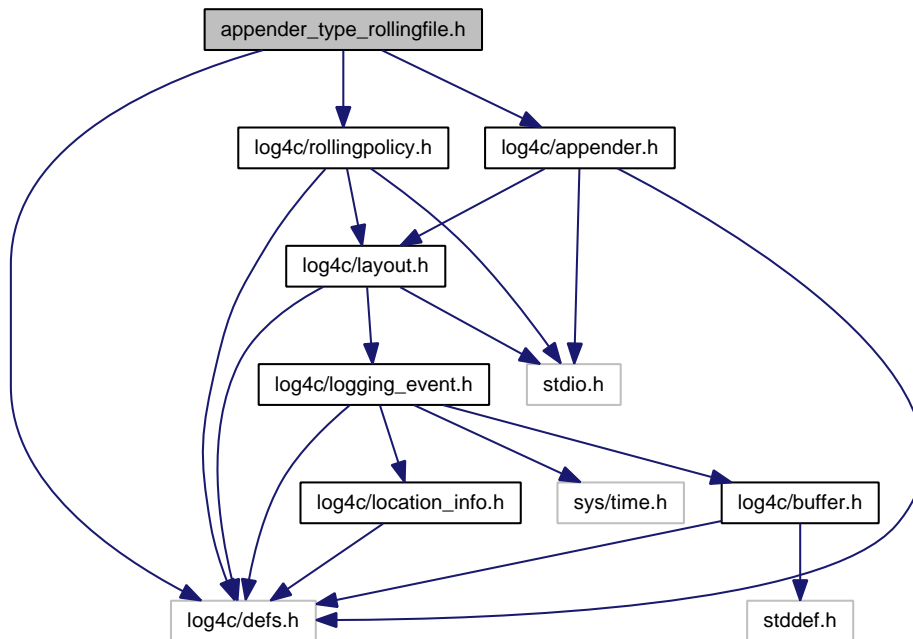 appender_type_rollingfile.h
log4c/rollingpolicy.h
log4c/appender.h
log4c/layout.h
log4c/logging_event.h
stdio.h
log4c/location_info.h
sys/time.h
log4c/buffer.h
log4c/defs.h
stddef.h